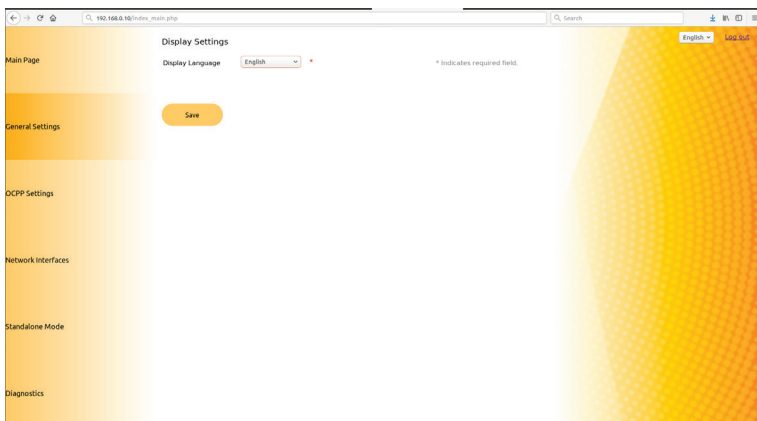 192.168.0.10/index_main.php
Search
English
Log out
Display Settings
Main Page
Display Language
English
*
* Indicates required field.
Save
General Settings
OCPP Settings
Network Interfaces
Standalone Mode
Diagnostics